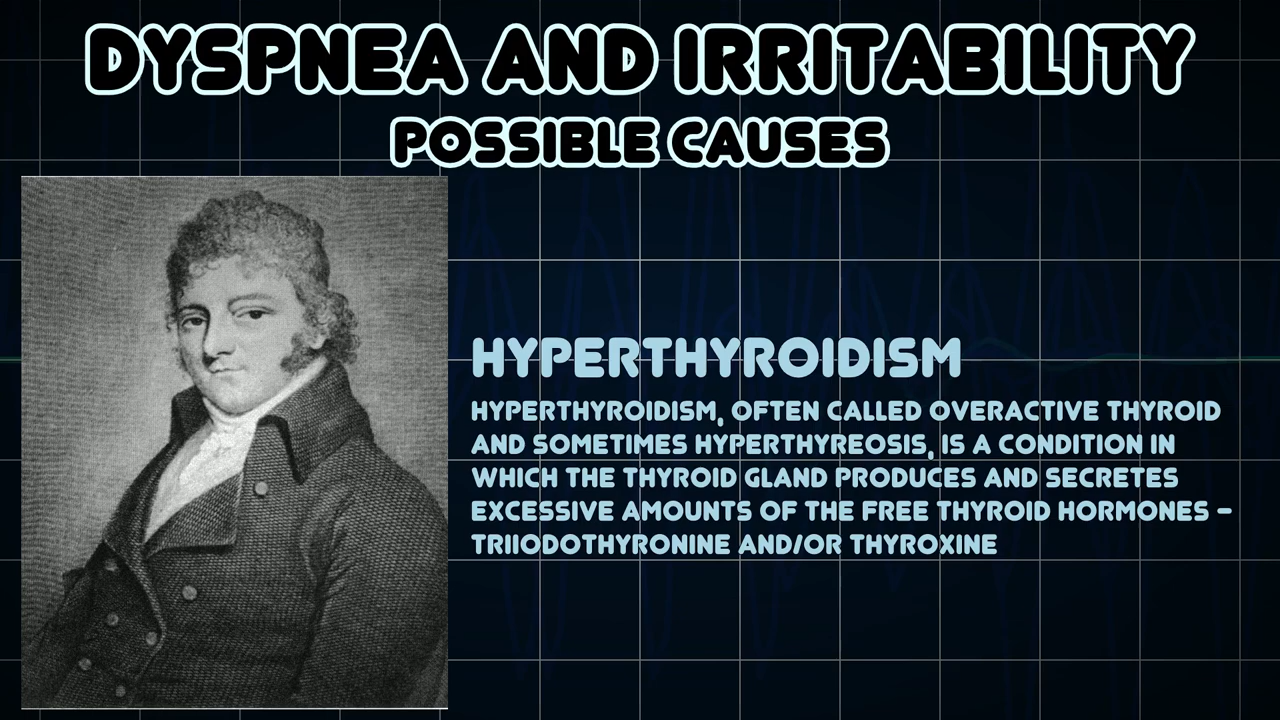 DYSPNEA AND IRRITABILITY
POSSIBLE CAUSES
HYPERTHYROIDISM
HYPERTHYROIDISM, OFTEN CALLED OVERACTIVE THYROID
AND SOMETIMES HYPERTHYREOSIS, IS A CONDITION IN
WHICH THE THYROID GLAND PRODUCES AND SECRETES
EXCESSIVE AMOUNTS OF THE FREE THYROID HORMONES -
TRIIODOTHYRONINE AND/OR THYROXINE